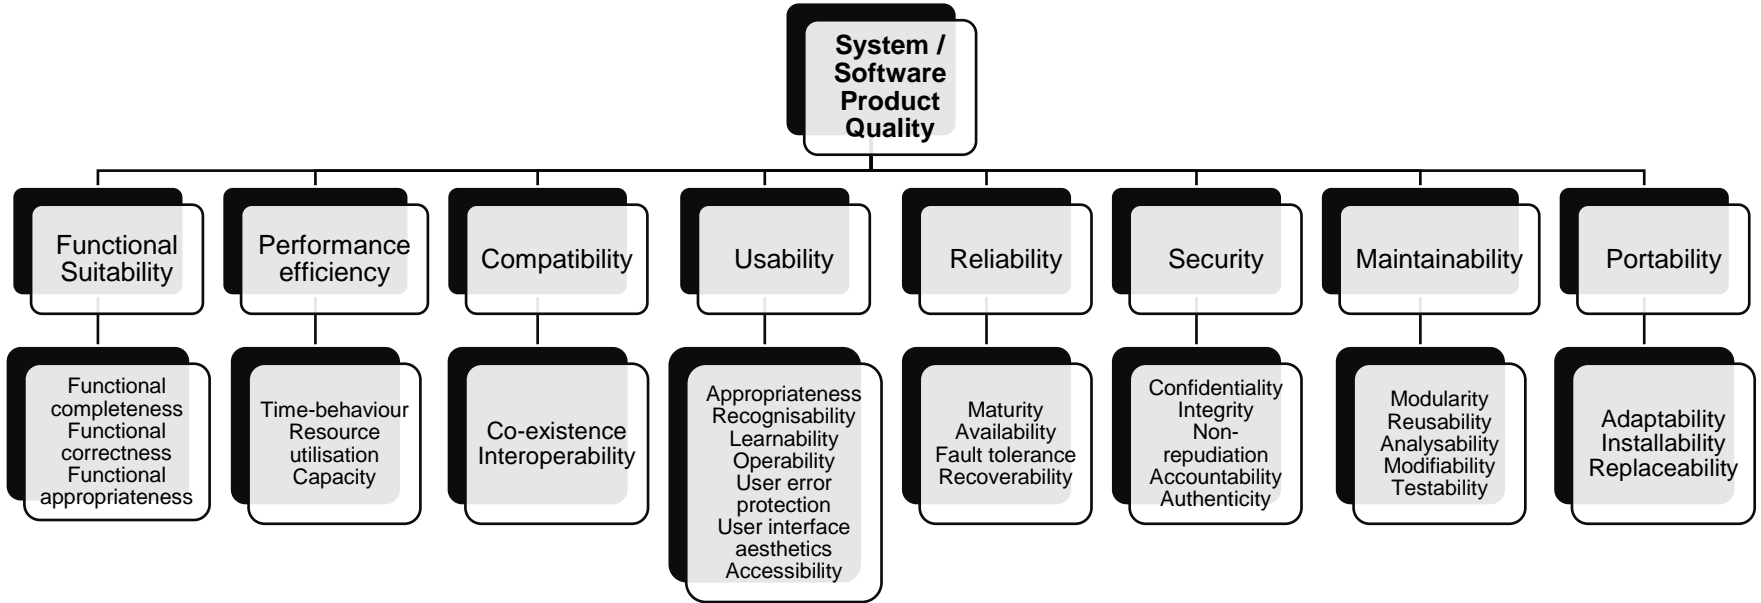 System /
Software
Product
Quality
Functional
Suitability
Performance
efficiency
Compatibility
Usability
Reliability
Security
Maintainability
Portability
Functional
completeness
Functional
correctness
Functional
appropriateness
Time-behaviour
Resource
utilisation
Capacity
Co-existence
Interoperability
Appropriateness
Recognisability
Learnability
Operability
User error
protection
User interface
aesthetics
Accessibility
Maturity
Availability
Fault tolerance
Recoverability
Confidentiality
Integrity
Non-
repudiation
Accountability
Authenticity
Modularity
Reusability
Analysability
Modifiability
Testability
Adaptability
Installability
Replaceability